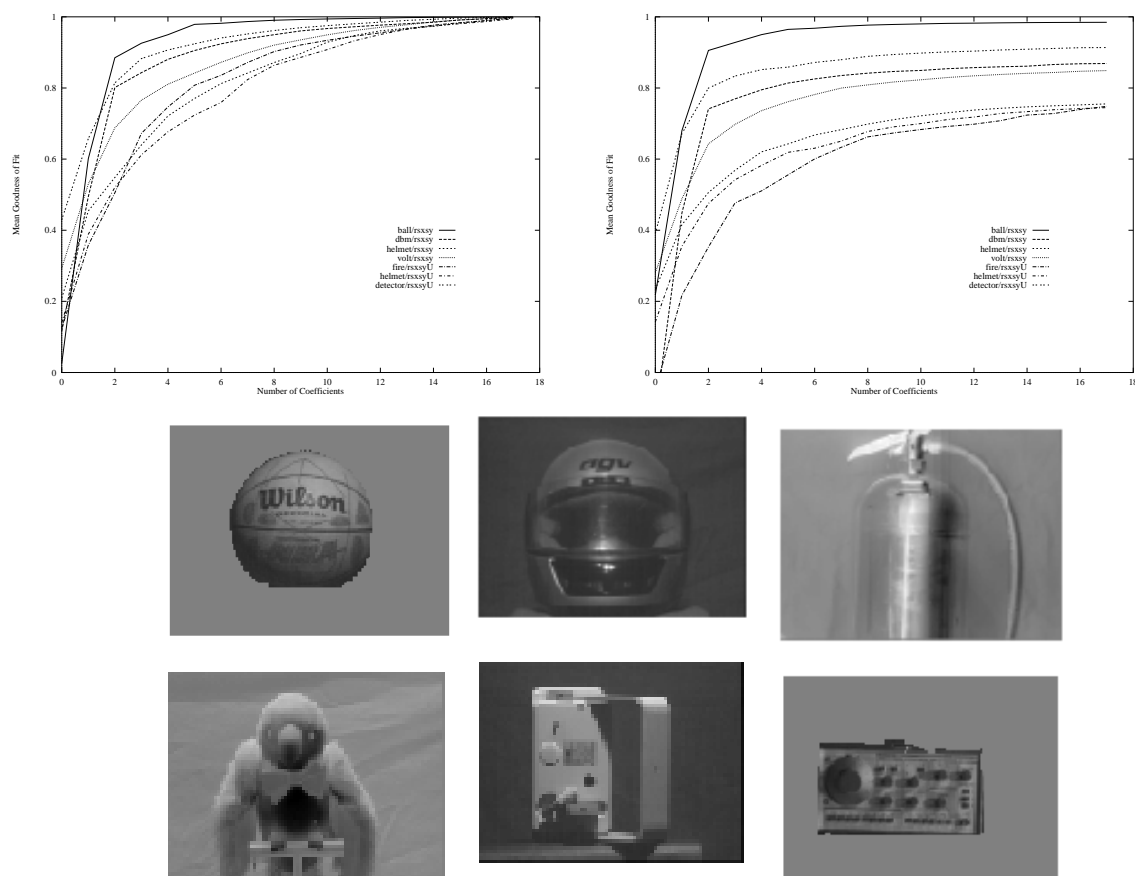 1
0.8
0.6
0.4
0.2
0
0 2 4 6 8 10 12 14 16 18
Mean Goodness of Fit
Number of Coefficients
ball/rsxsy
dbm/rsxsy
helmet/rsxsy
volt/rsxsy
fire/rsxsyU
helmet/rsxsyU
detector/rsxsyU
1
0.8
0.6
0.4
0.2
0
0 2 4 6 8 10 12 14 16 18
Mean Goodness of Fit
Number of Coefficients
ball/rsxsy
dbm/rsxsy
helmet/rsxsy
volt/rsxsy
fire/rsxsyU
helmet/rsxsyU
detector/rsxsyU
Wilson
agv